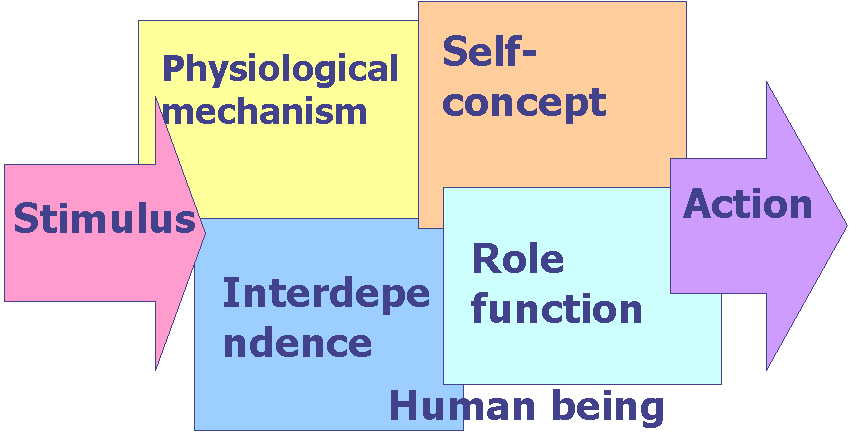 Physiological
mechanism
Self-
concept
Stimulus
Action
Interdepe
ndence
Role
function
Human being